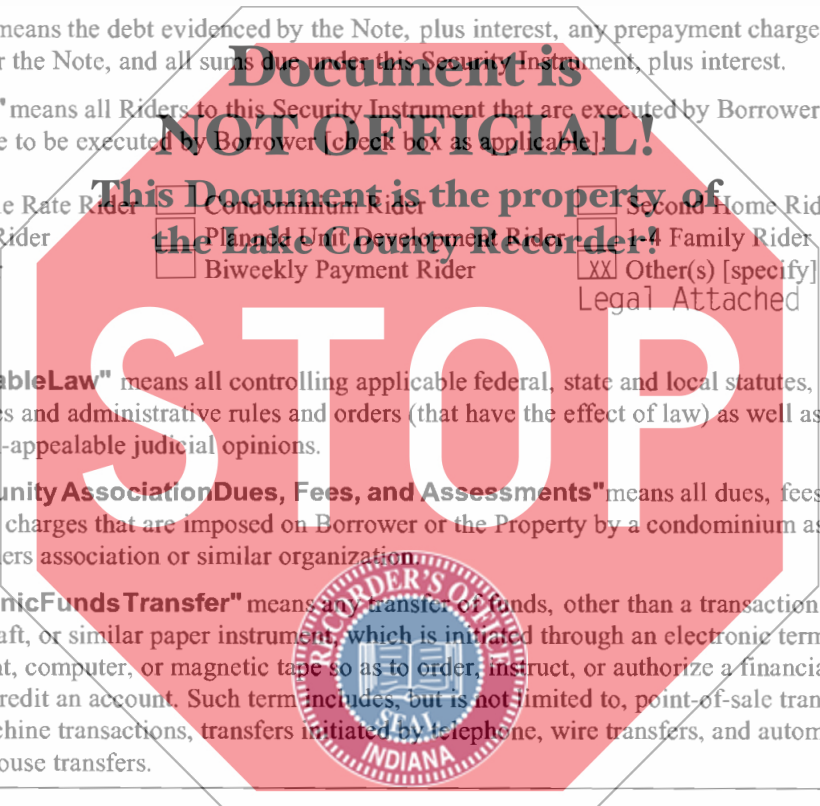 means the debt evidenced by the Note, plus interest, any prepayment charge
r the Note, and all sums due under this Security Instrument, plus interest.
Document is
" means all Riders to this Security Instrument that are executed by Borrower
e to be executed by Borrower [check box as applicable]:
NOT OFFICIAL!
This Document is the property of
the Lake County Recorder!
e Rate Rider Condominium Rider Second Home Rid
Rider Planned Unit Development Rider 1-4 Family Rider
r Biweekly Payment Rider XX Other(s) [specify]
Legal Attached
STOP
ableLaw" means all controlling applicable federal, state and local statutes,
es and administrative rules and orders (that have the effect of law) as well as
-appealable judicial opinions.
unity AssociationDues, Fees, and Assessments"means all dues, fees
charges that are imposed on Borrower or the Property by a condominium as
ers association or similar organization.
nicFundsTransfer" means any transfer of funds, other than a transaction
aft, or similar paper instrument, which is initiated through an electronic term
t, computer, or magnetic tape so as to order, instruct, or authorize a financia
redit an account. Such term includes, but is not limited to, point-of-sale tran
hine transactions, transfers initiated by telephone, wire transfers, and autom
ouse transfers.
RECORDER'S OFFICE
SEAL
INDIANA